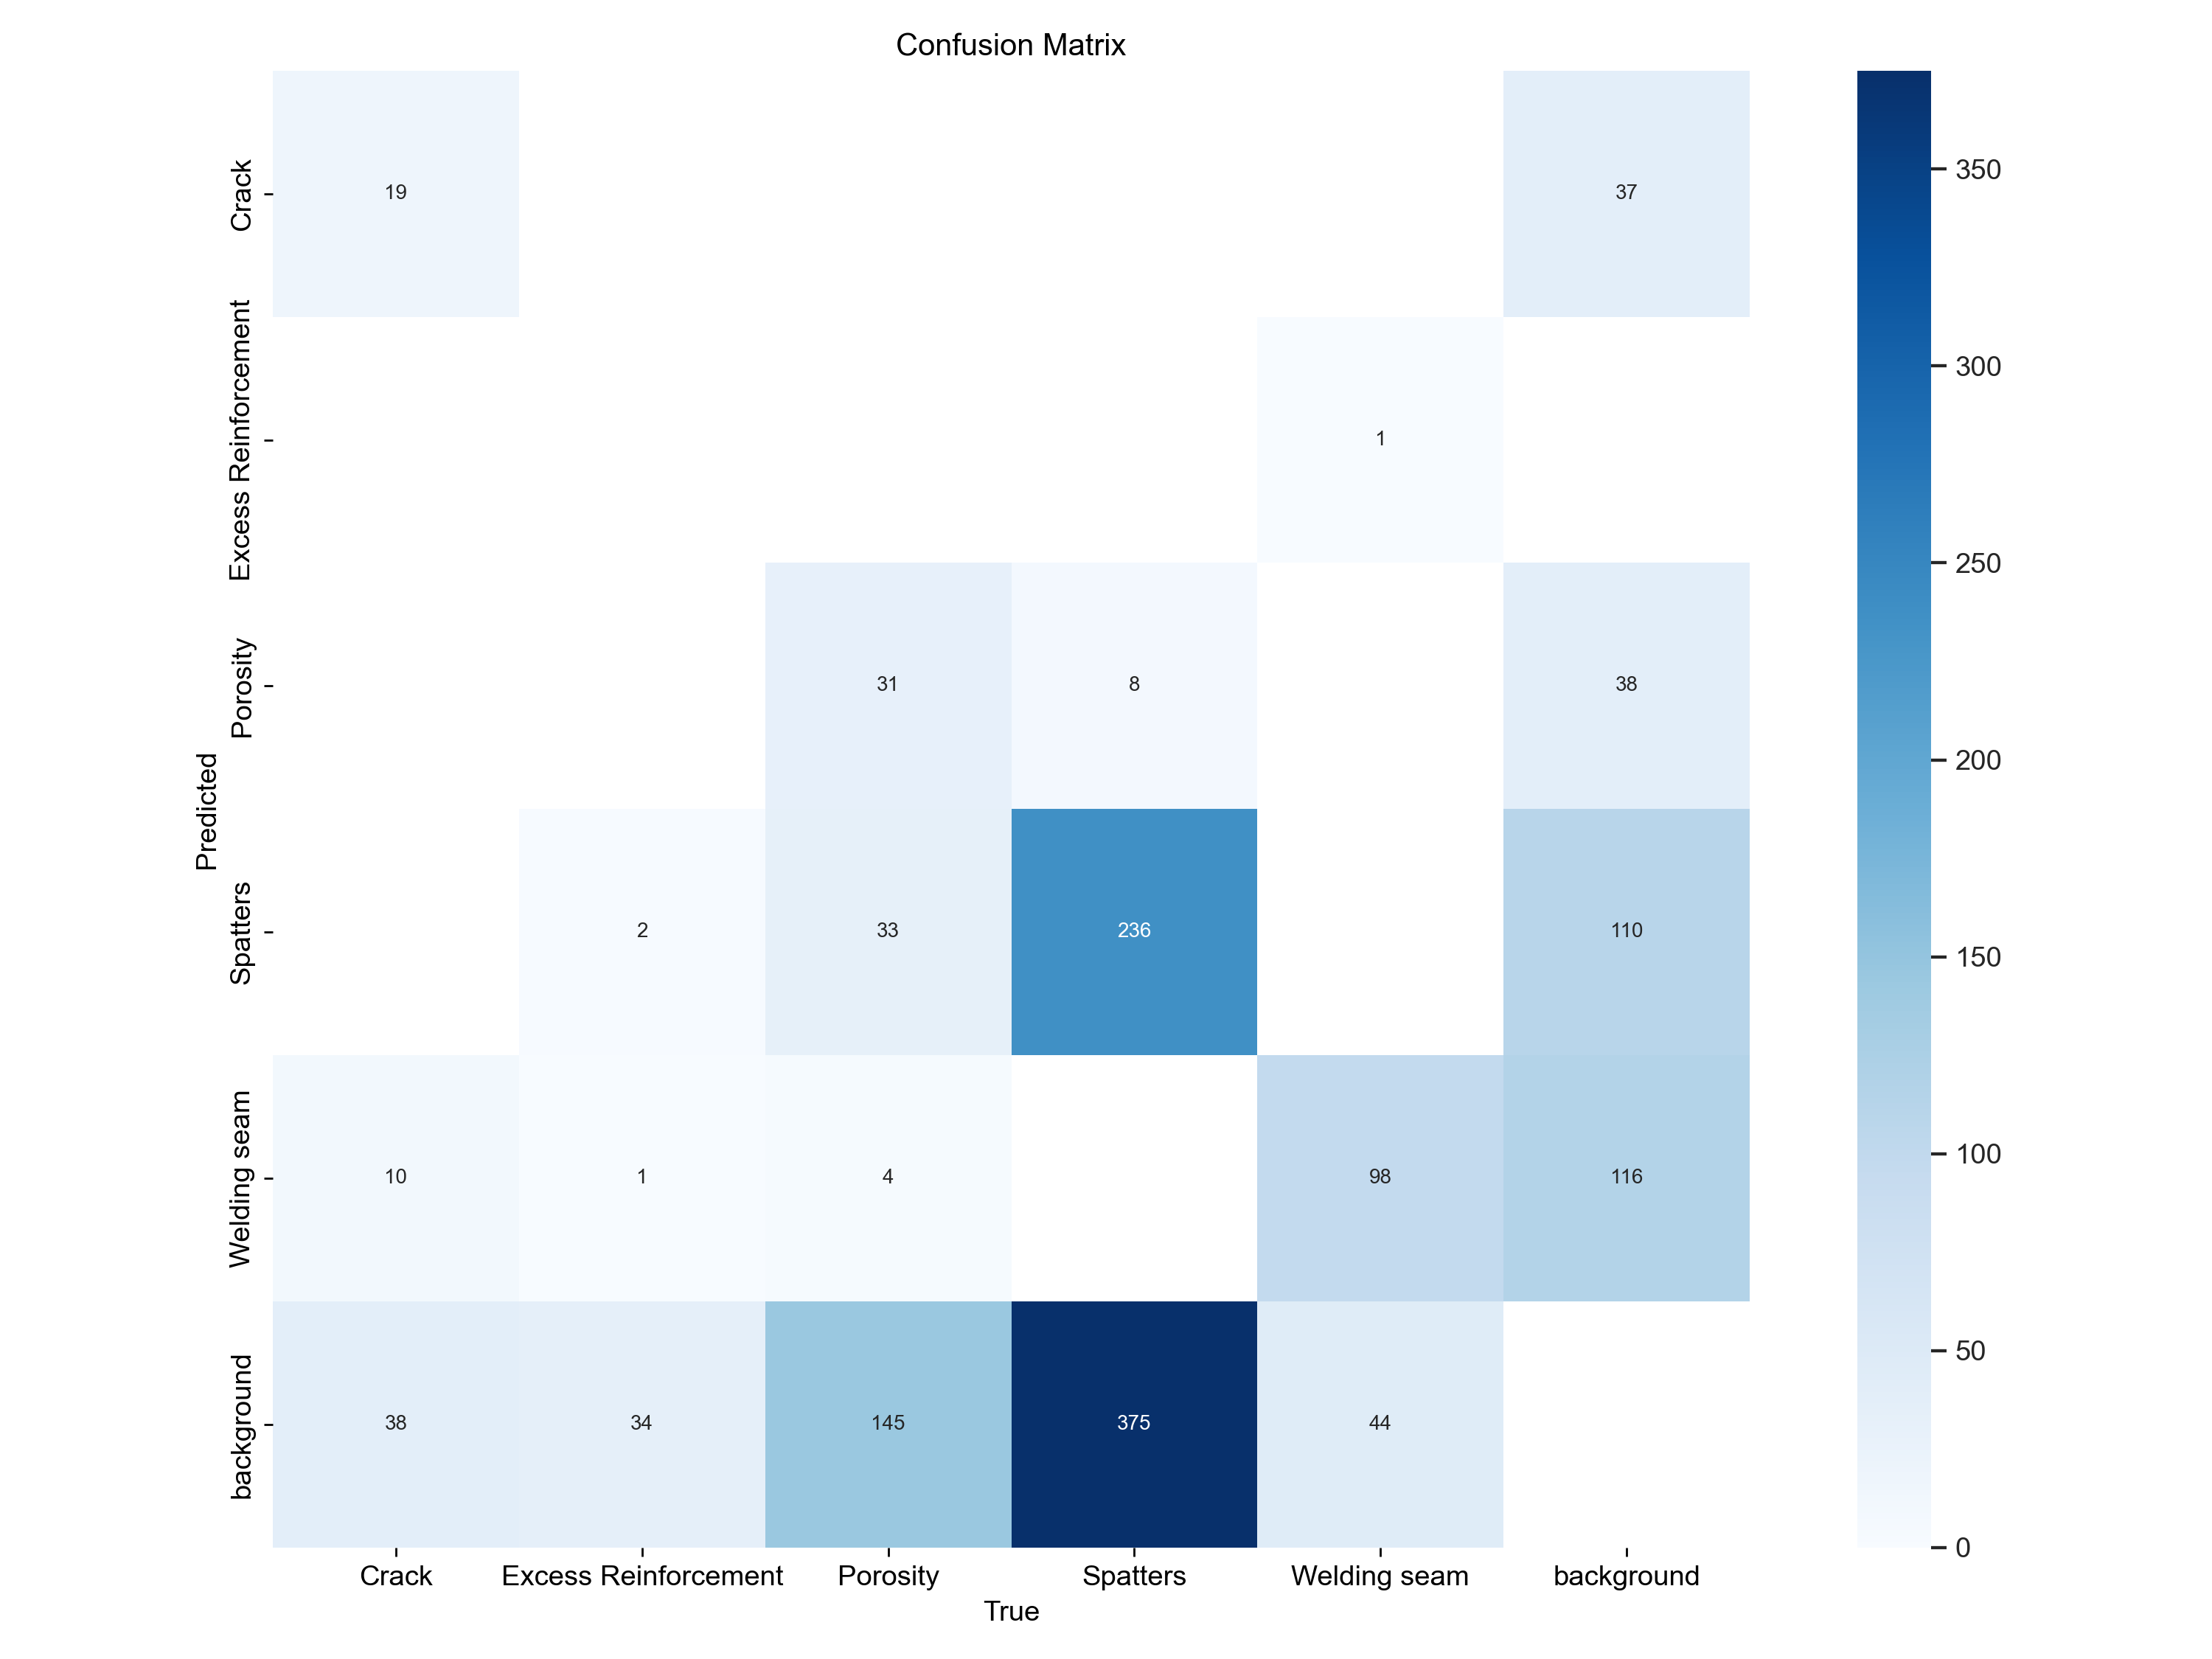 Confusion Matrix
Crack
19
37
350
300
Excess Reinforcement
1
250
Porosity
31
8
38
200
Predicted
Spatters
2
33
236
110
150
100
Welding seam
10
1
4
98
116
50
background
38
34
145
375
44
0
Crack
Excess Reinforcement
Porosity
Spatters
Welding seam
background
True